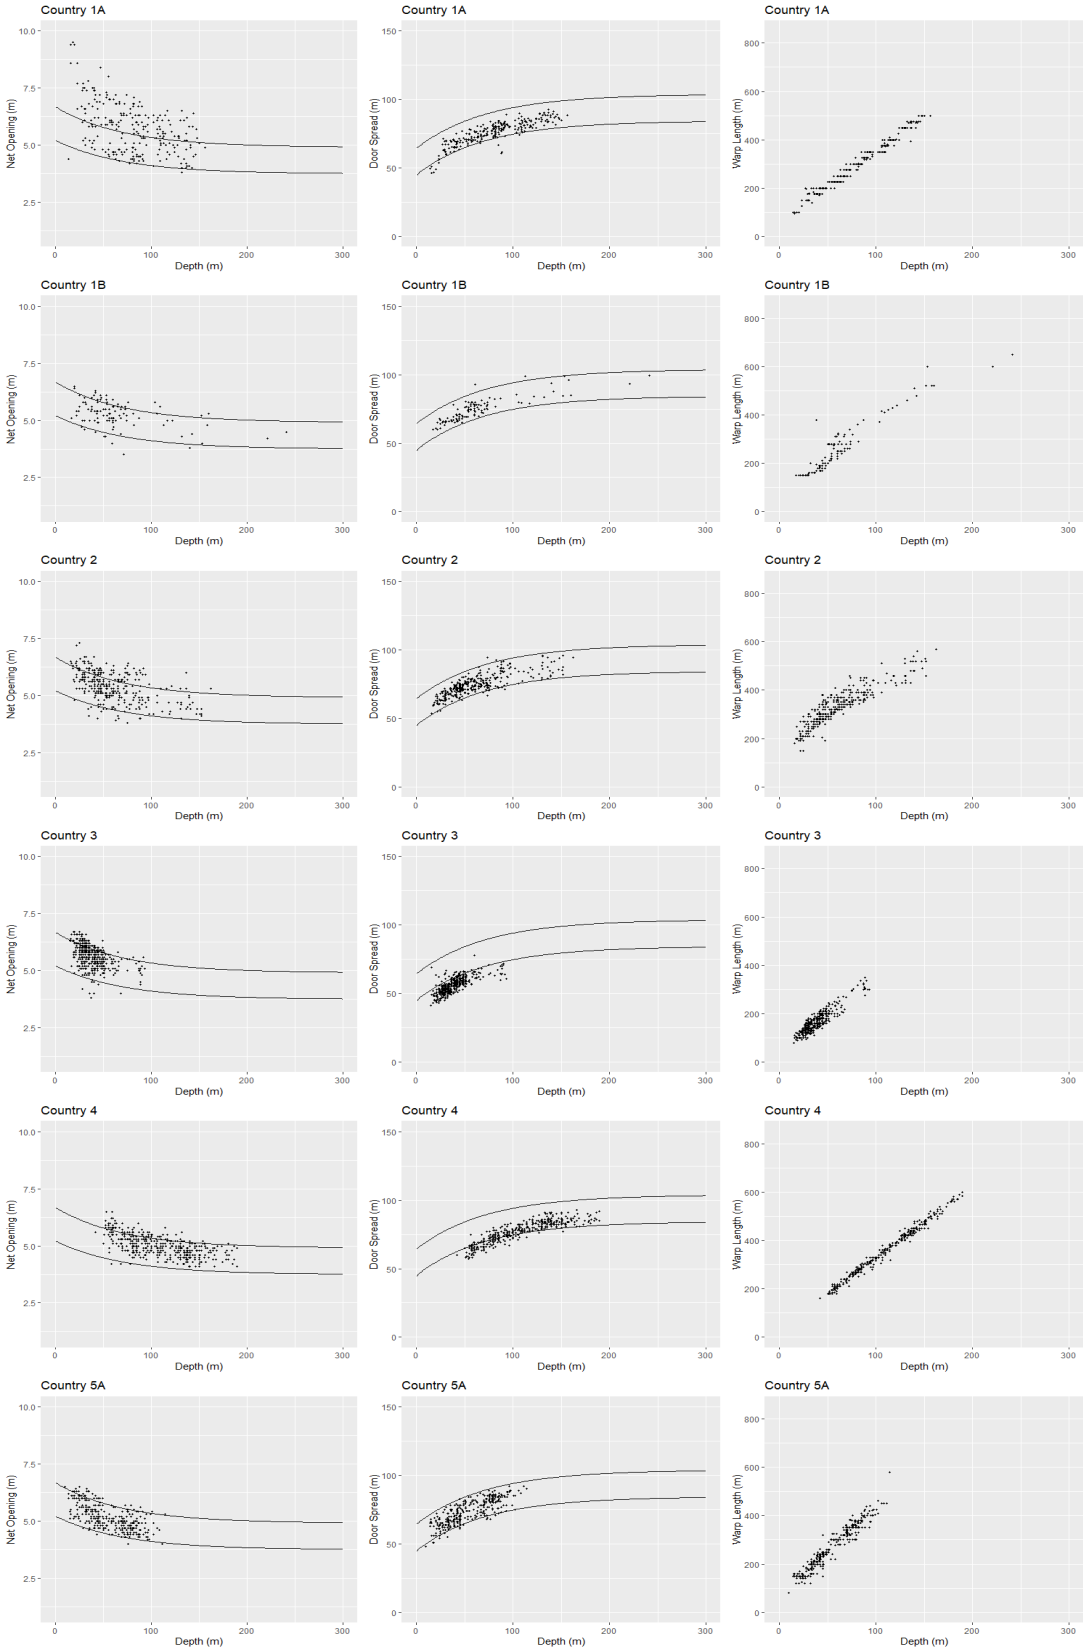 Country 1A Country 1A Country 1A
10.0 7.5 5.0 2.5
Net Opening (m)
0 100 200 300
Depth (m)
150 100 50 0
Door Spread (m)
0 100 200 300
Depth (m)
800 600 400 200 0
Warp Length (m)
0 100 200 300
Depth (m)
Country 1B Country 1B Country 1B
10.0 7.5 5.0 2.5
Net Opening (m)
0 100 200 300
Depth (m)
150 100 50 0
Door Spread (m)
0 100 200 300
Depth (m)
800 600 400 200 0
Warp Length (m)
0 100 200 300
Depth (m)
Country 2 Country 2 Country 2
10.0 7.5 5.0 2.5
Net Opening (m)
0 100 200 300
Depth (m)
150 100 50 0
Door Spread (m)
0 100 200 300
Depth (m)
800 600 400 200 0
Warp Length (m)
0 100 200 300
Depth (m)
Country 3 Country 3 Country 3
10.0 7.5 5.0 2.5
Net Opening (m)
0 100 200 300
Depth (m)
150 100 50 0
Door Spread (m)
0 100 200 300
Depth (m)
800 600 400 200 0
Warp Length (m)
0 100 200 300
Depth (m)
Country 4 Country 4 Country 4
10.0 7.5 5.0 2.5
Net Opening (m)
0 100 200 300
Depth (m)
150 100 50 0
Door Spread (m)
0 100 200 300
Depth (m)
800 600 400 200 0
Warp Length (m)
0 100 200 300
Depth (m)
Country 5A Country 5A Country 5A
10.0 7.5 5.0 2.5
Net Opening (m)
0 100 200 300
Depth (m)
150 100 50 0
Door Spread (m)
0 100 200 300
Depth (m)
800 600 400 200 0
Warp Length (m)
0 100 200 300
Depth (m)